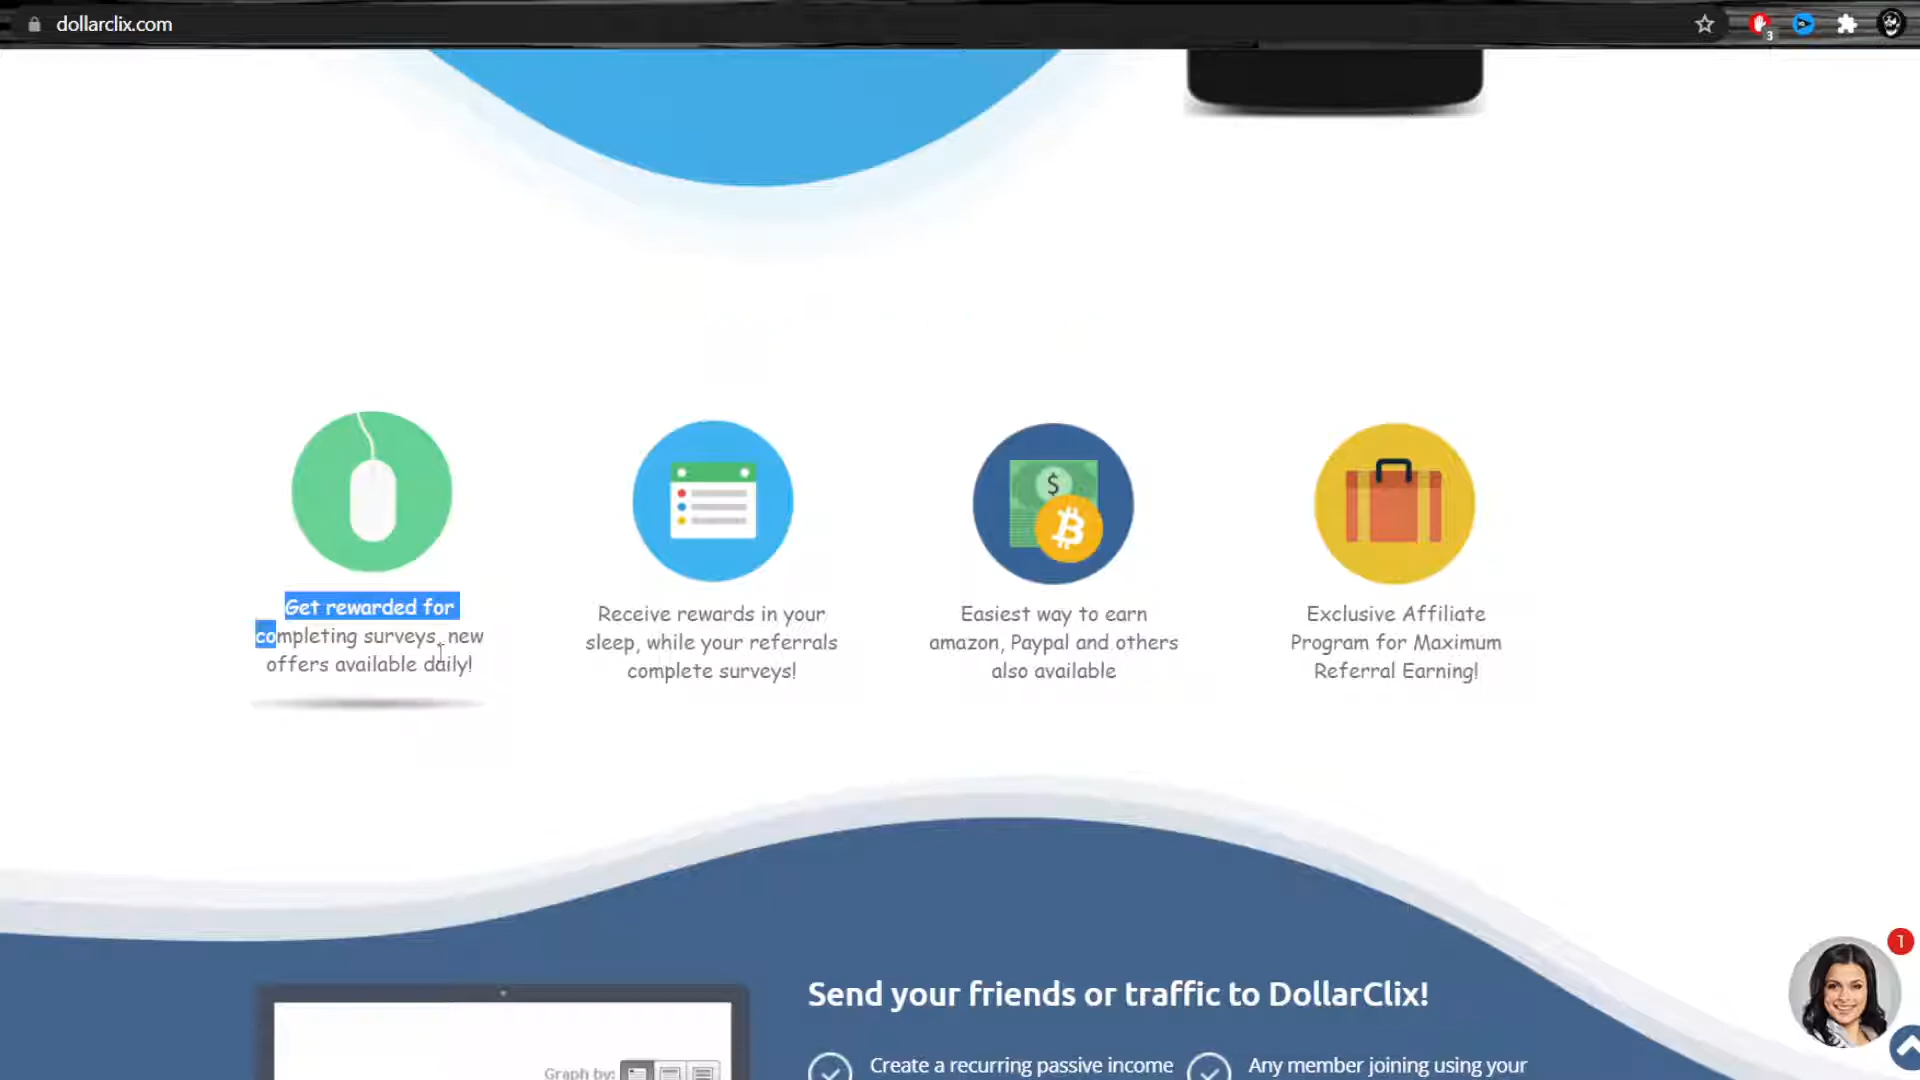 dollarclix.com
3
$
Get rewarded for
completing surveys, new
offers available daily!
Receive rewards in your
sleep, while your referrals
complete surveys!
Easiest way to earn
amazon, Paypal and others
also available
Exclusive Affiliate
Program for Maximum
Referral Earning!
1
Send your friends or traffic to DollarClix!
Graph by:
Create a recurring passive income
Any member joining using your